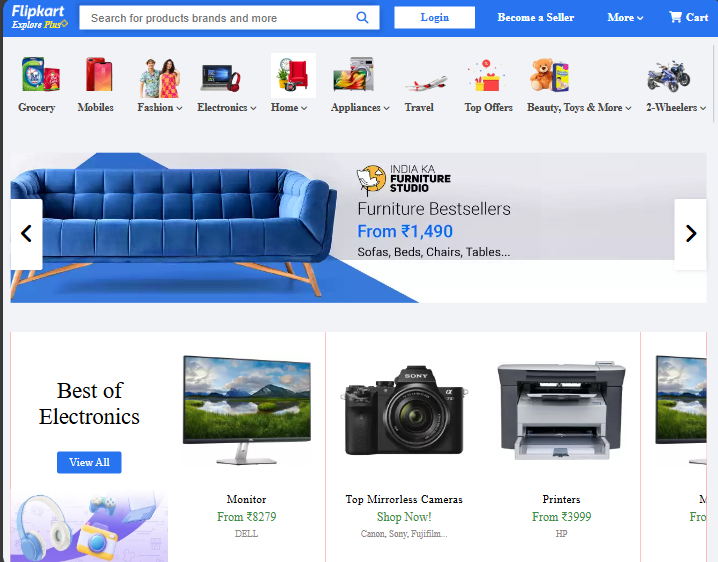 Flipkart
Explore Plus
Search for products brands and more
Login
Become a Seller
More
Cart
Grocery
Mobiles
Fashion
Electronics
Home
Appliances
Travel
Top Offers
Beauty, Toys & More
2-Wheelers
INDIA KA
FURNITURE
STUDIO
Furniture Bestsellers
From ₹1,490
Sofas, Beds, Chairs, Tables...
Best of
Electronics
View All
Monitor
From ₹8279
DELL
SONY
Top Mirrorless Cameras
Shop Now!
Canon, Sony, Fujifilm...
Printers
From ₹3999
HP
M
Fro